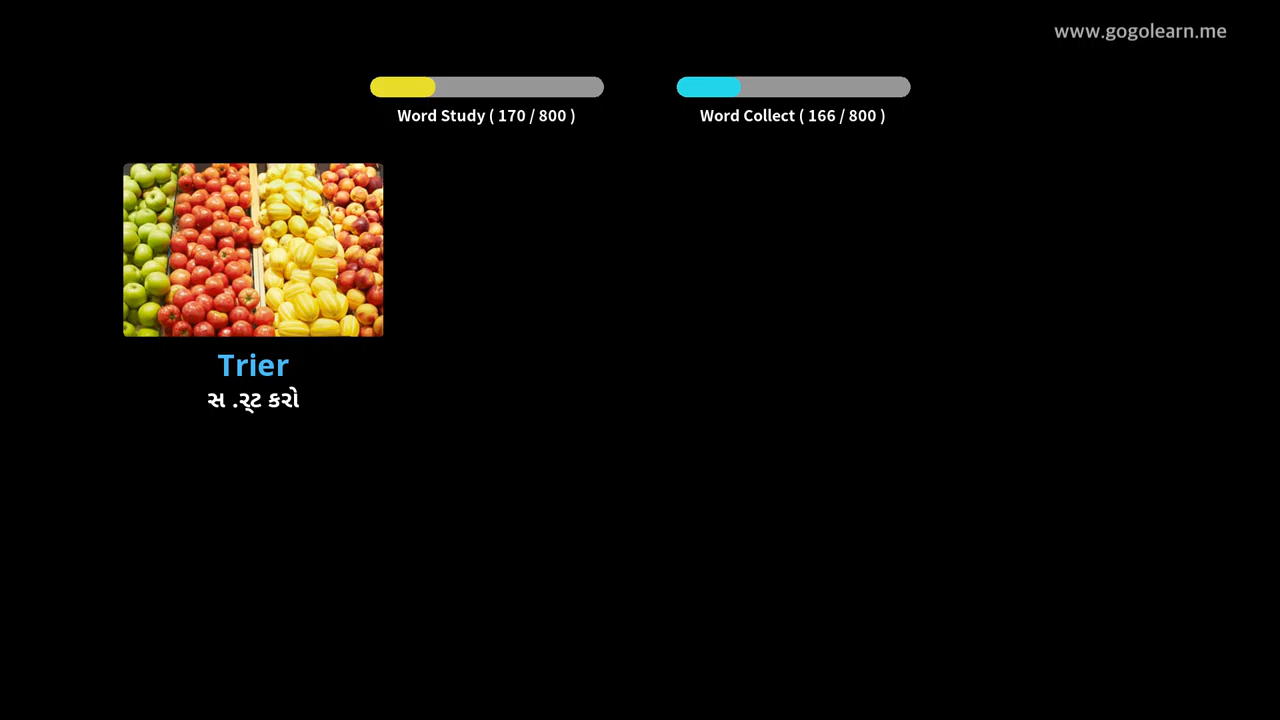 www.gogolearn.me
Word Study ( 170 / 800 )
Word Collect ( 166 / 800 )
Trier
સ .ર્ટ કરો